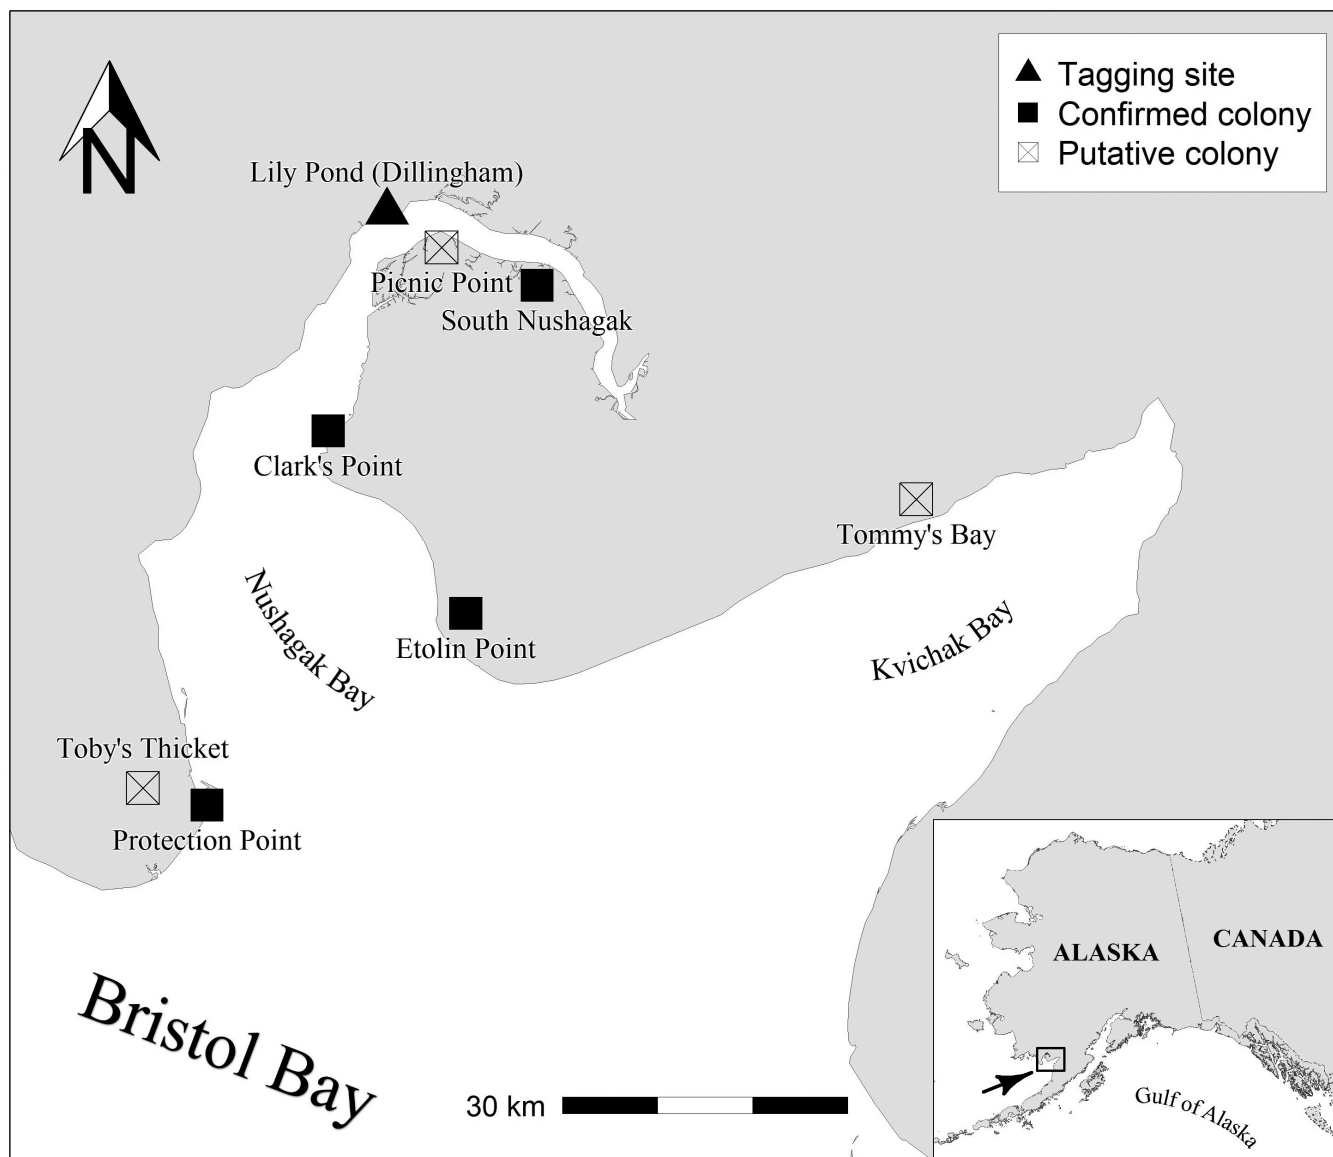 Tagging site
Confirmed colony
Putative colony
N
Lily Pond (Dillingham)
Picnic Point
South Nushagak
Clark's Point
Tommy's Bay
Nushagak Bay
Etolin Point
Kvichak Bay
Toby's Thicket
Protection Point
Bristol Bay
30 km
ALASKA
CANADA
Gulf of Alaska